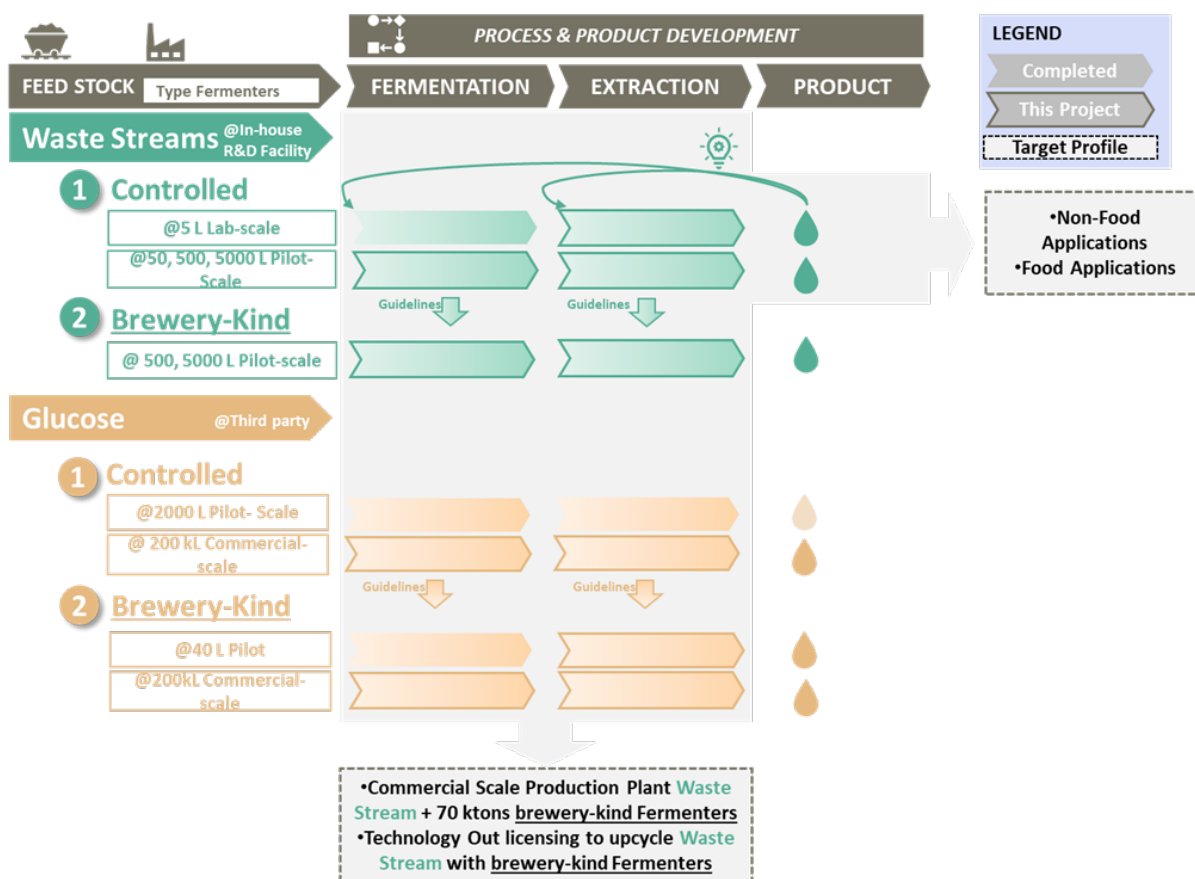 PROCESS & PRODUCT DEVELOPMENT
LEGEND
Completed
This Project
Target Profile
FEED STOCK
Type Fermenters
FERMENTATION
EXTRACTION
PRODUCT
Waste Streams @In-house
R&D Facility
1 Controlled
@5 L Lab-scale
@50, 500, 5000 L Pilot-
Scale
Guidelines
Guidelines
•Non-Food
Applications
•Food Applications
2 Brewery-Kind
@ 500, 5000 L Pilot-scale
Glucose @Third party
1 Controlled
@2000 L Pilot- Scale
@ 200 kL Commercial-
scale
Guidelines
Guidelines
2 Brewery-Kind
@40 L Pilot
@200kL Commercial-
scale
•Commercial Scale Production Plant Waste
Stream + 70 ktons brewery-kind Fermenters
•Technology Out licensing to upcycle Waste
Stream with brewery-kind Fermenters